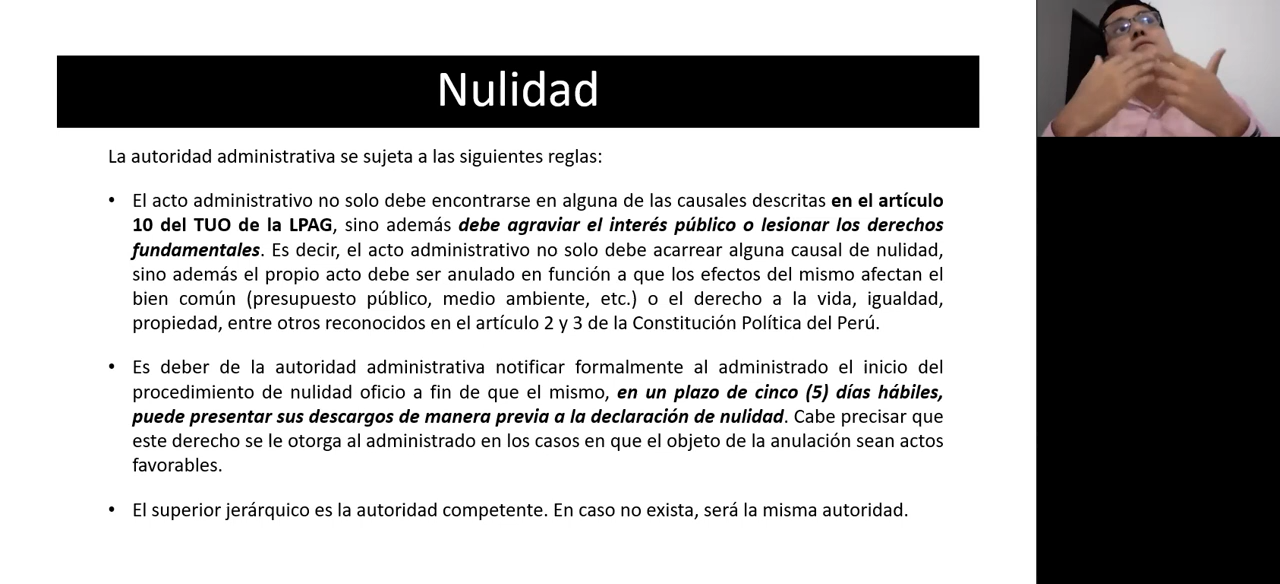 Nulidad
La autoridad administrativa se sujeta a las siguientes reglas:
• El acto administrativo no solo debe encontrarse en alguna de las causales descritas en el artículo
10 del TUO de la LPAG, sino además debe agraviar el interés público o lesionar los derechos
fundamentales. Es decir, el acto administrativo no solo debe acarrear alguna causal de nulidad,
sino además el propio acto debe ser anulado en función a que los efectos del mismo afectan el
bien común (presupuesto público, medio ambiente, etc.) o el derecho a la vida, igualdad,
propiedad, entre otros reconocidos en el artículo 2 y 3 de la Constitución Política del Perú.
• Es deber de la autoridad administrativa notificar formalmente al administrado el inicio del
procedimiento de nulidad oficio a fin de que el mismo, en un plazo de cinco (5) días hábiles,
puede presentar sus descargos de manera previa a la declaración de nulidad. Cabe precisar que
este derecho se le otorga al administrado en los casos en que el objeto de la anulación sean actos
favorables.
• El superior jerárquico es la autoridad competente. En caso no exista, será la misma autoridad.